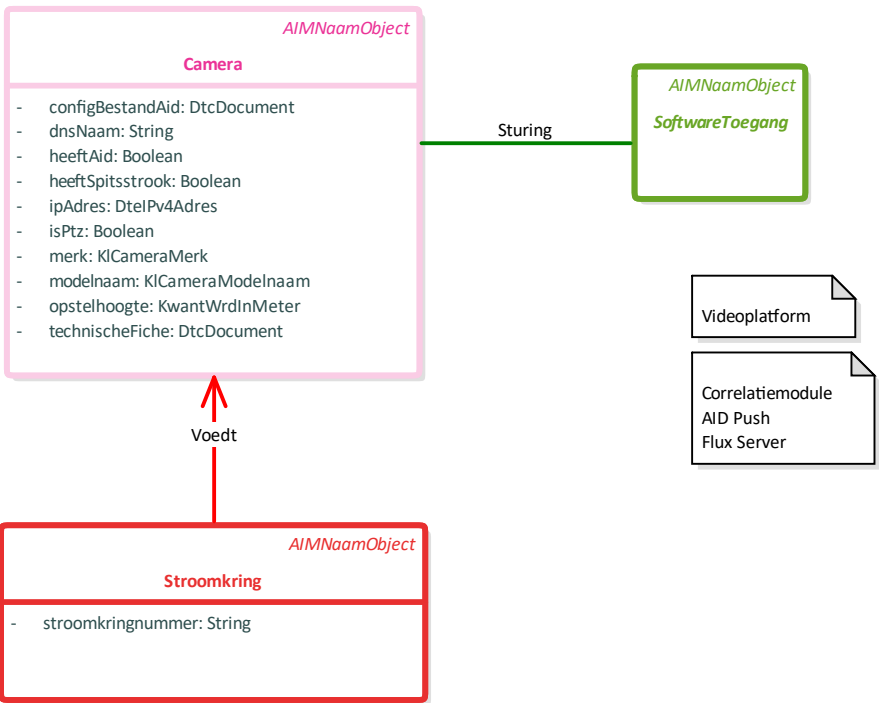 AIMNaamObject
Camera
- configBestandAid: DtcDocument
- dnsNaam: String
- heeftAid: Boolean
- heeftSpitsstrook: Boolean
- ipAdres: DteIPv4Adres
- isPtz: Boolean
- merk: KlCameraMerk
- modelnaam: KlCameraModelnaam
- opstelhoogte: KwantWrdInMeter
- technischeFiche: DtcDocument
Sturing
AIMNaamObject
SoftwareToegang
Videoplatform
Correlatiemodule
AID Push
Flux Server
Voedt
AIMNaamObject
Stroomkring
- stroomkringnummer: String